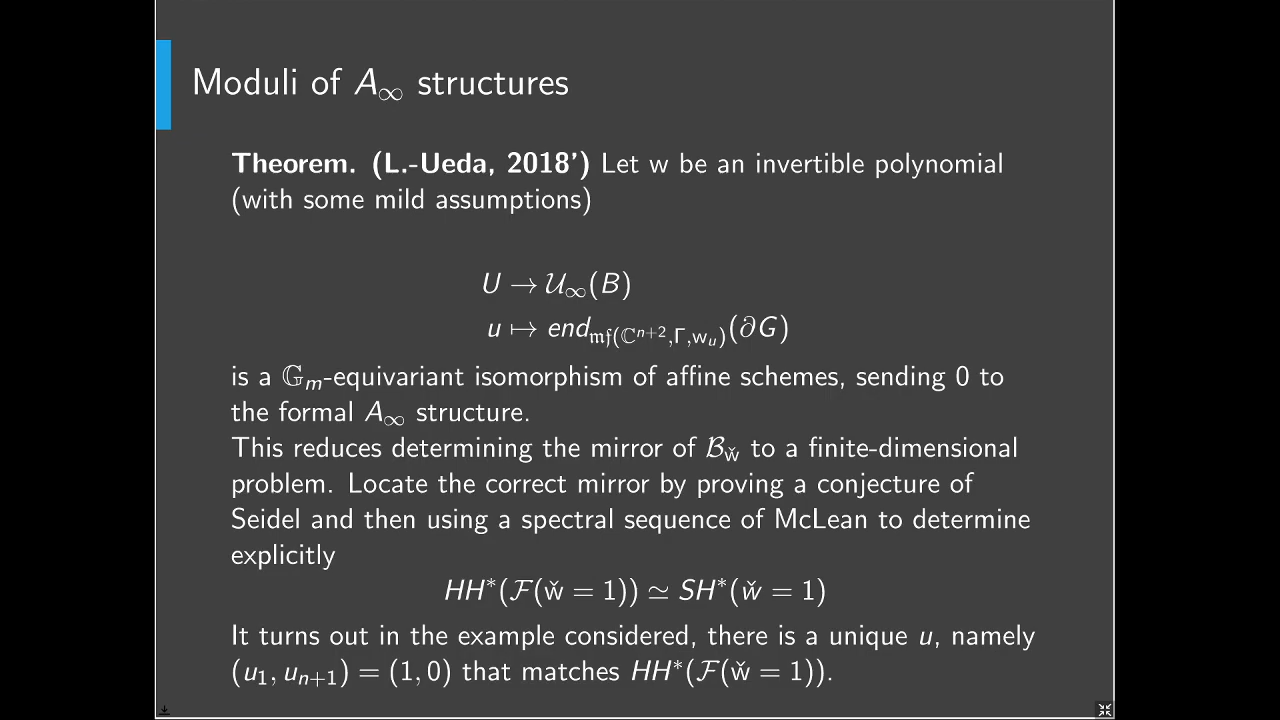 Moduli of A∞ structures
Theorem. (L.-Ueda, 2018') Let w be an invertible polynomial
(with some mild assumptions)
U → 𝒰∞(B)
u ↦ end_{𝔪𝔣(ℂ^{n+2},Γ,w_u)}(∂G)
is a 𝔾_m-equivariant isomorphism of affine schemes, sending 0 to
the formal A∞ structure.
This reduces determining the mirror of ℬ_w̌ to a finite-dimensional
problem. Locate the correct mirror by proving a conjecture of
Seidel and then using a spectral sequence of McLean to determine
explicitly
HH*(ℱ(w̌ = 1)) ≃ SH*(w̌ = 1)
It turns out in the example considered, there is a unique u, namely
(u₁, u_{n+1}) = (1, 0) that matches HH*(ℱ(w̌ = 1)).